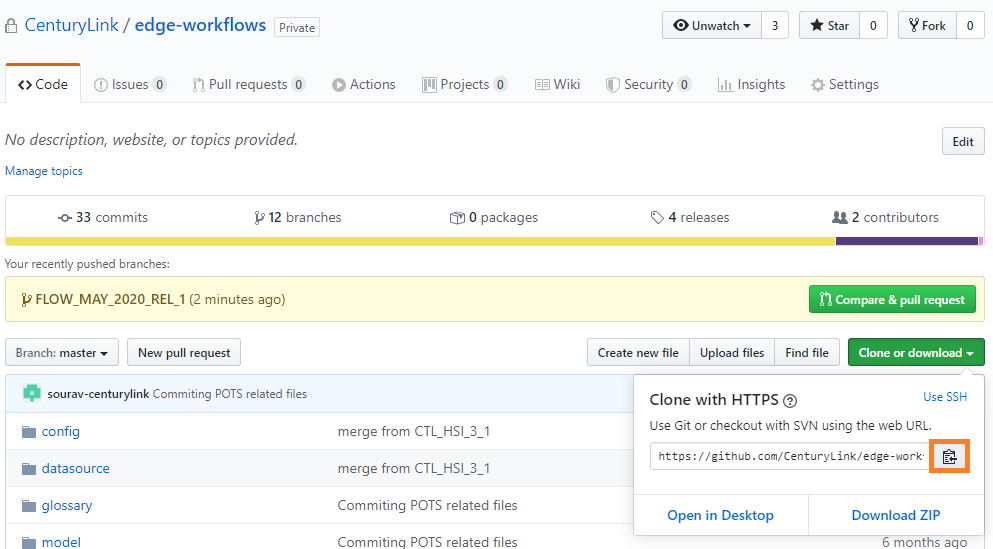 CenturyLink / edge-workflows Private
Unwatch 3 Star 0 Fork 0
Code Issues 0 Pull requests 0 Actions Projects 0 Wiki Security 0 Insights Settings
No description, website, or topics provided.
Edit
Manage topics
33 commits 12 branches 0 packages 4 releases 2 contributors
Your recently pushed branches:
FLOW_MAY_2020_REL_1 (2 minutes ago)
Compare & pull request
Branch: master New pull request Create new file Upload files Find file Clone or download
sourav-centurylink Commiting POTS related files
config merge from CTL_HSI_3_1
datasource merge from CTL_HSI_3_1
glossary Commiting POTS related files
model Commiting POTS related files 6 months ago
Clone with HTTPS ?
Use SSH
Use Git or checkout with SVN using the web URL.
https://github.com/CenturyLink/edge-work
Open in Desktop Download ZIP